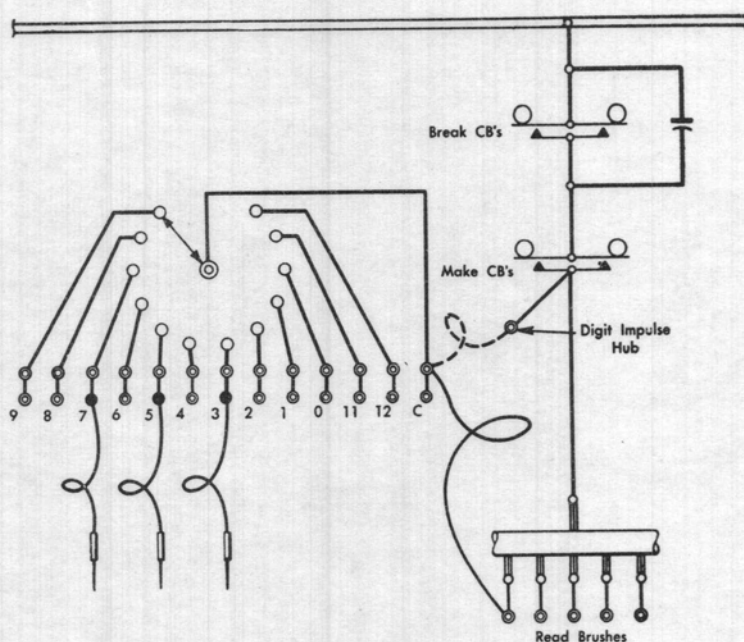 Break CB's
Make CB's
Digit Impulse
Hub
9 8 7 6 5 4 3 2 1 0 11 12 C
Read Brushes